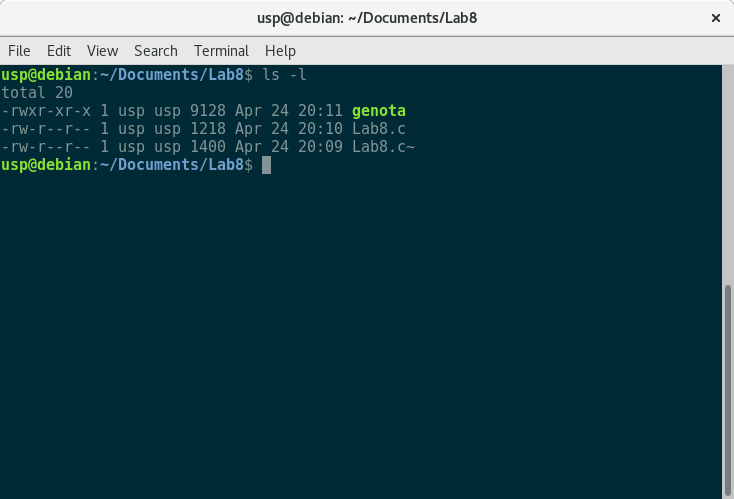 usp@debian: ~/Documents/Lab8
File Edit View Search Terminal Help
usp@debian:~/Documents/Lab8$ ls -l
total 20
-rwxr-xr-x 1 usp usp 9128 Apr 24 20:11 genota
-rw-r--r-- 1 usp usp 1218 Apr 24 20:10 Lab8.c
-rw-r--r-- 1 usp usp 1400 Apr 24 20:09 Lab8.c~
usp@debian:~/Documents/Lab8$